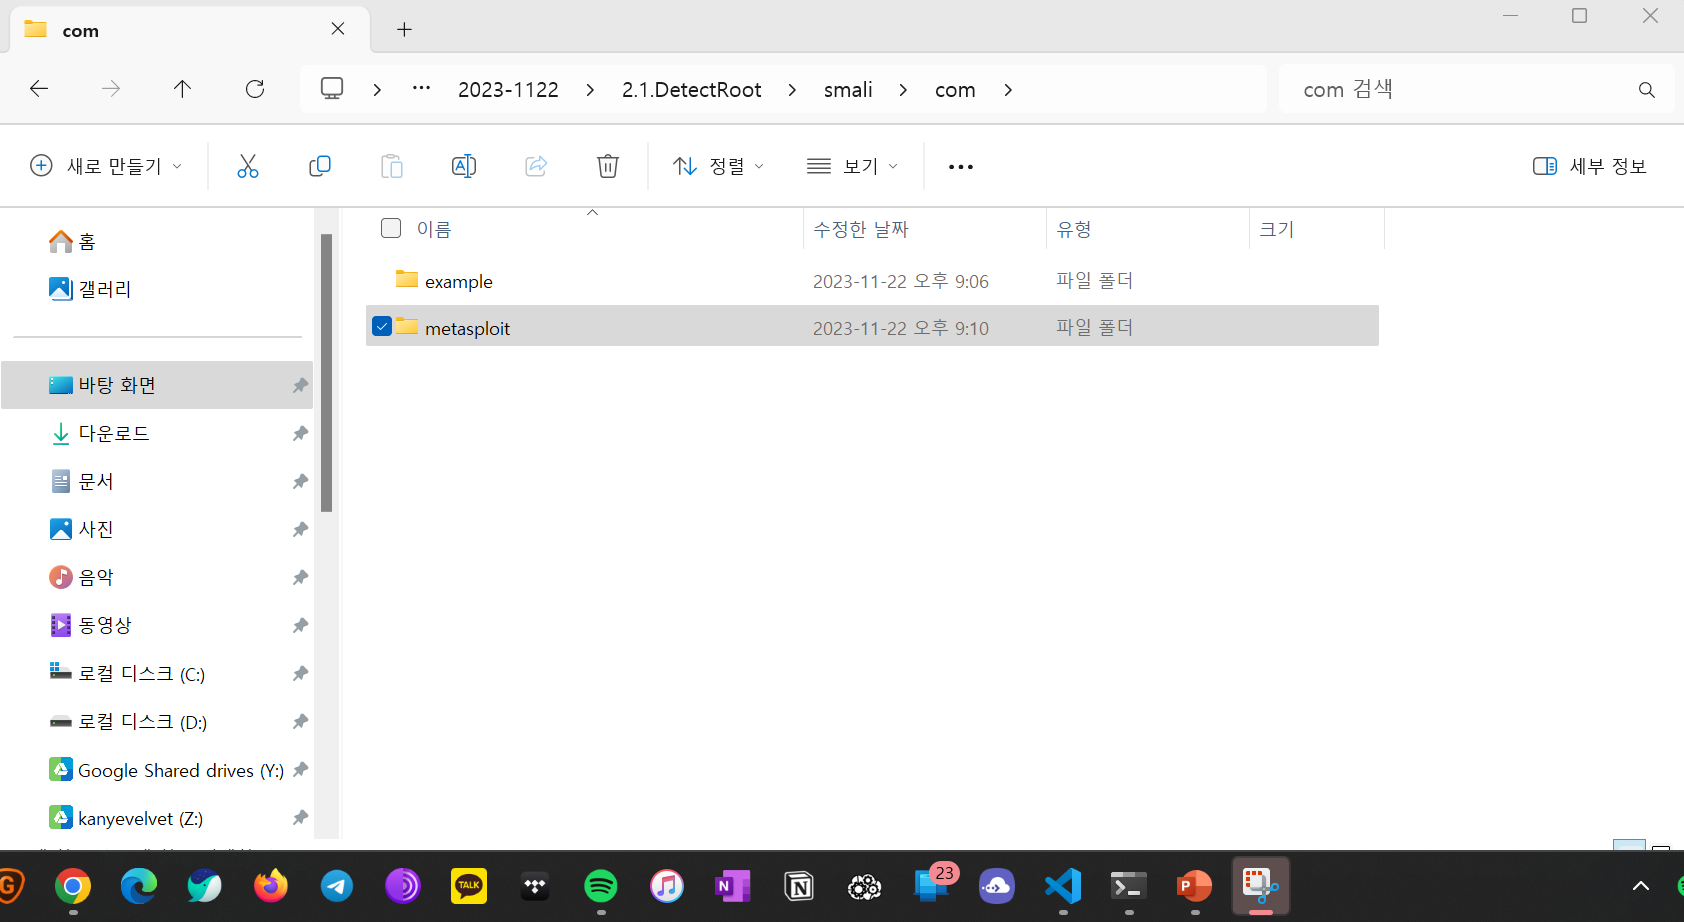 com
2023-1122 2.1.DetectRoot smali com
com 검색
새로 만들기 정렬 보기 세부 정보
이름 수정한 날짜 유형 크기
example 2023-11-22 오후 9:06 파일 폴더
metasploit 2023-11-22 오후 9:10 파일 폴더
홈
갤러리
바탕 화면
다운로드
문서
사진
음악
동영상
로컬 디스크 (C:)
로컬 디스크 (D:)
Google Shared drives (Y:)
kanyevelvet (Z:)
G TALK N N 23 P